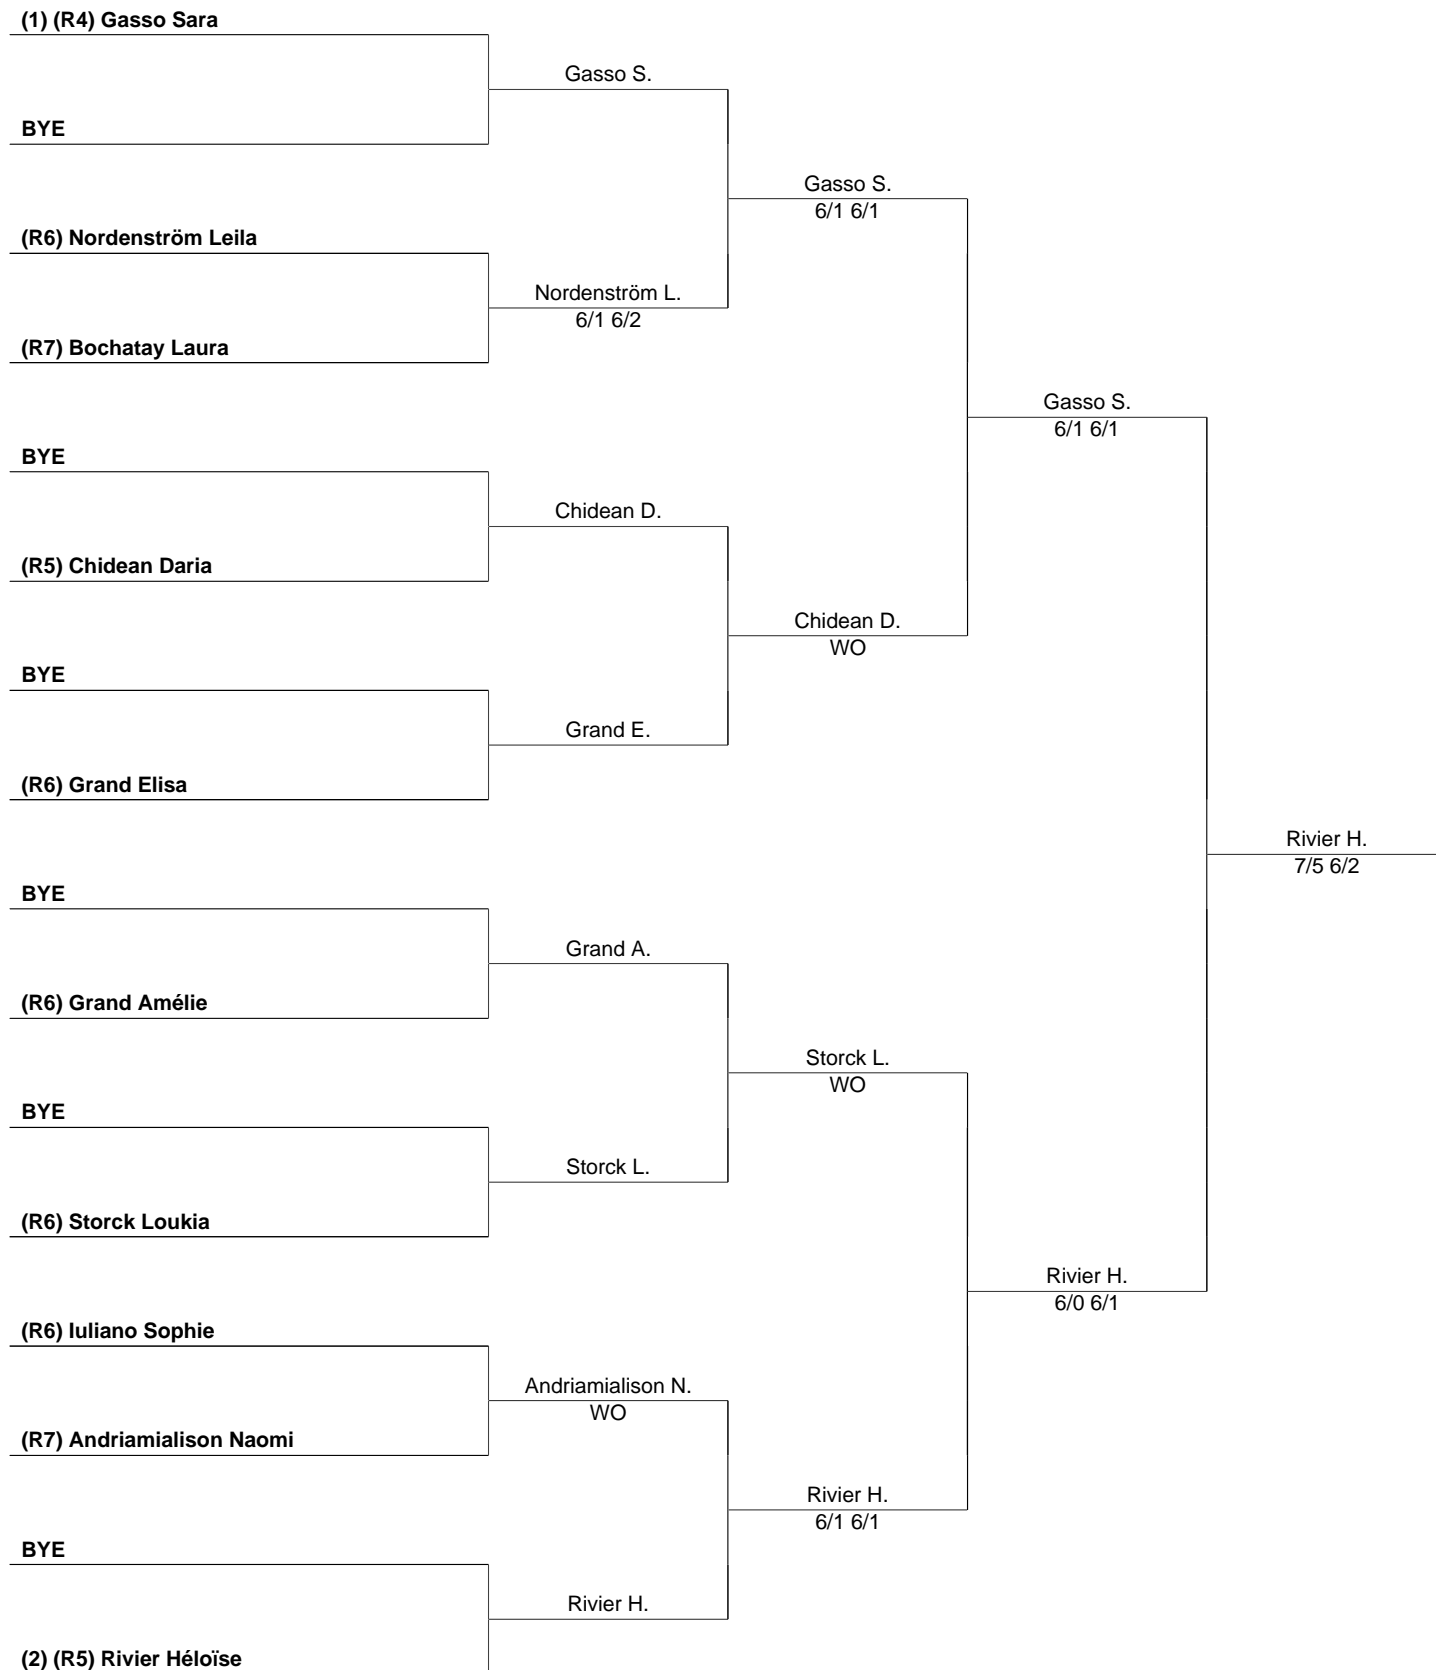 (1) (R4) Gasso Sara
Gasso S.
BYE
Gasso S.
6/1 6/1
(R6) Nordenström Leila
Nordenström L.
6/1 6/2
(R7) Bochatay Laura
Gasso S.
6/1 6/1
BYE
Chidean D.
(R5) Chidean Daria
Chidean D.
WO
BYE
Grand E.
(R6) Grand Elisa
Rivier H.
7/5 6/2
BYE
Grand A.
(R6) Grand Amélie
Storck L.
WO
BYE
Storck L.
(R6) Storck Loukia
Rivier H.
6/0 6/1
(R6) Iuliano Sophie
Andriamialison N.
WO
(R7) Andriamialison Naomi
Rivier H.
6/1 6/1
BYE
Rivier H.
(2) (R5) Rivier Héloïse